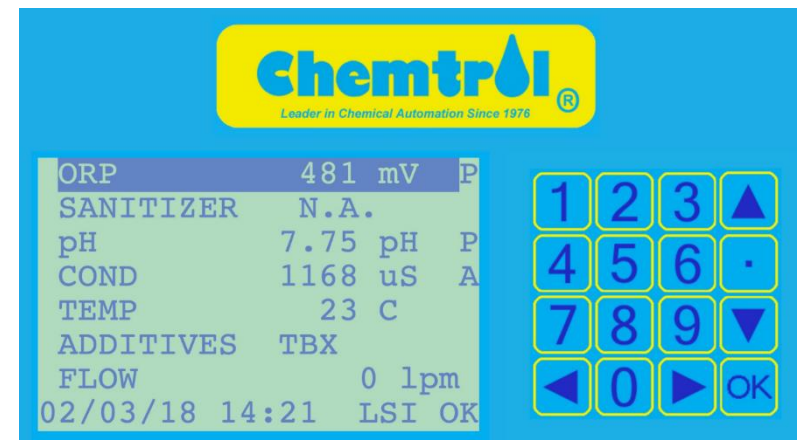 Chemtrol®
Leader in Chemical Automation Since 1976
ORP 481 mV P
SANITIZER N.A.
pH 7.75 pH P
COND 1168 uS A
TEMP 23 C
ADDITIVES TBX
FLOW 0 lpm
02/03/18 14:21 LSI OK
1 2 3 ▲
4 5 6 .
7 8 9 ▼
◀ 0 ▶ OK